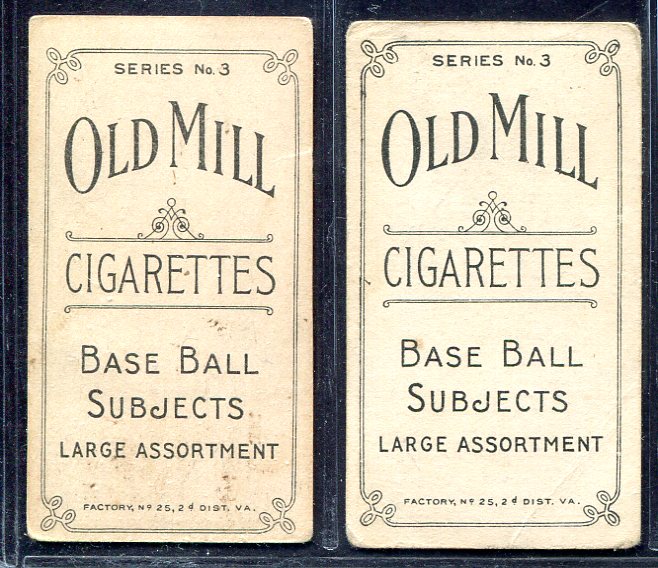 SERIES No. 3
OLD MILL
CIGARETTES
BASE BALL
SUBJECTS
LARGE ASSORTMENT
FACTORY, Nº 25, 2d DIST. VA.
SERIES No. 3
OLD MILL
CIGARETTES
BASE BALL
SUBJECTS
LARGE ASSORTMENT
FACTORY, Nº 25, 2d DIST. VA.